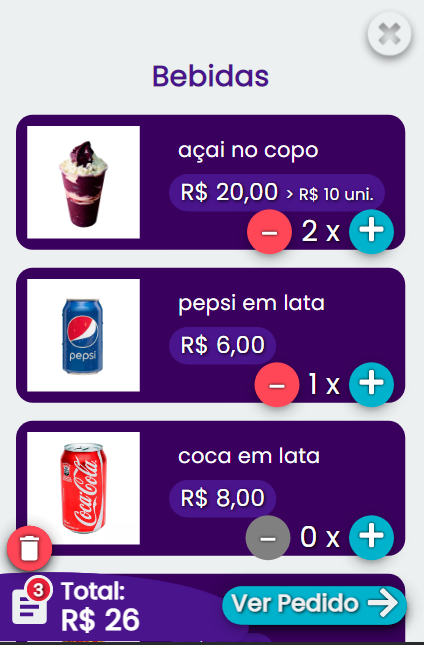 Bebidas
açai no copo
R$ 20,00 > R$ 10 uni.
- 2 x +
pepsi
pepsi em lata
R$ 6,00
- 1 x +
Coca-Cola
coca em lata
R$ 8,00
- 0 x +
3
Total:
R$ 26
Ver Pedido